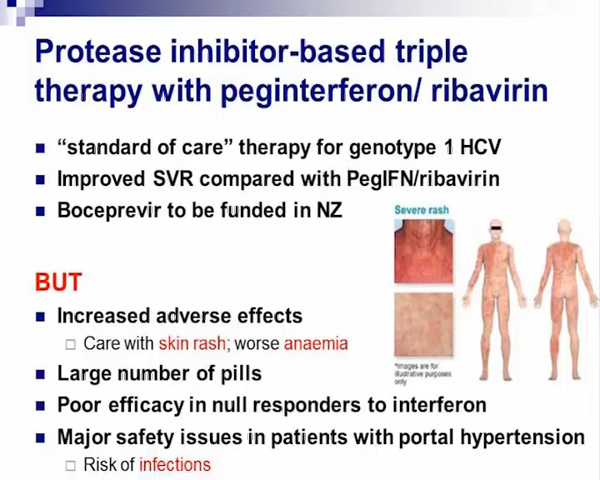 Protease inhibitor-based triple
therapy with peginterferon/ ribavirin
"standard of care" therapy for genotype 1 HCV
Improved SVR compared with PegIFN/ribavirin
Boceprevir to be funded in NZ
Severe rash
BUT
Increased adverse effects
Care with skin rash; worse anaemia
*Images are for
illustrative purposes
only
Large number of pills
Poor efficacy in null responders to interferon
Major safety issues in patients with portal hypertension
Risk of infections